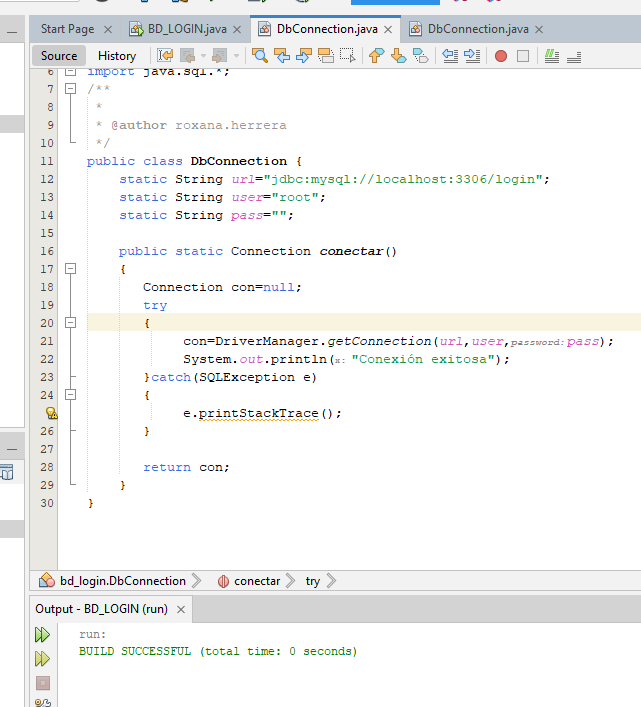 Start Page
BD_LOGIN.java
DbConnection.java
DbConnection.java
Source
History
6 import java.sql.*;
7 /**
8 *
9 * @author roxana.herrera
10 */
11 public class DbConnection {
12 static String url="jdbc:mysql://localhost:3306/login";
13 static String user="root";
14 static String pass="";
15
16 public static Connection conectar()
17 {
18 Connection con=null;
19 try
20 {
21 con=DriverManager.getConnection(url,user,password: pass);
22 System.out.println(x: "Conexión exitosa");
23 }catch(SQLException e)
24 {
e.printStackTrace();
26 }
27
28 return con;
29 }
30 }
bd_login.DbConnection
conectar
try
Output - BD_LOGIN (run)
run:
BUILD SUCCESSFUL (total time: 0 seconds)